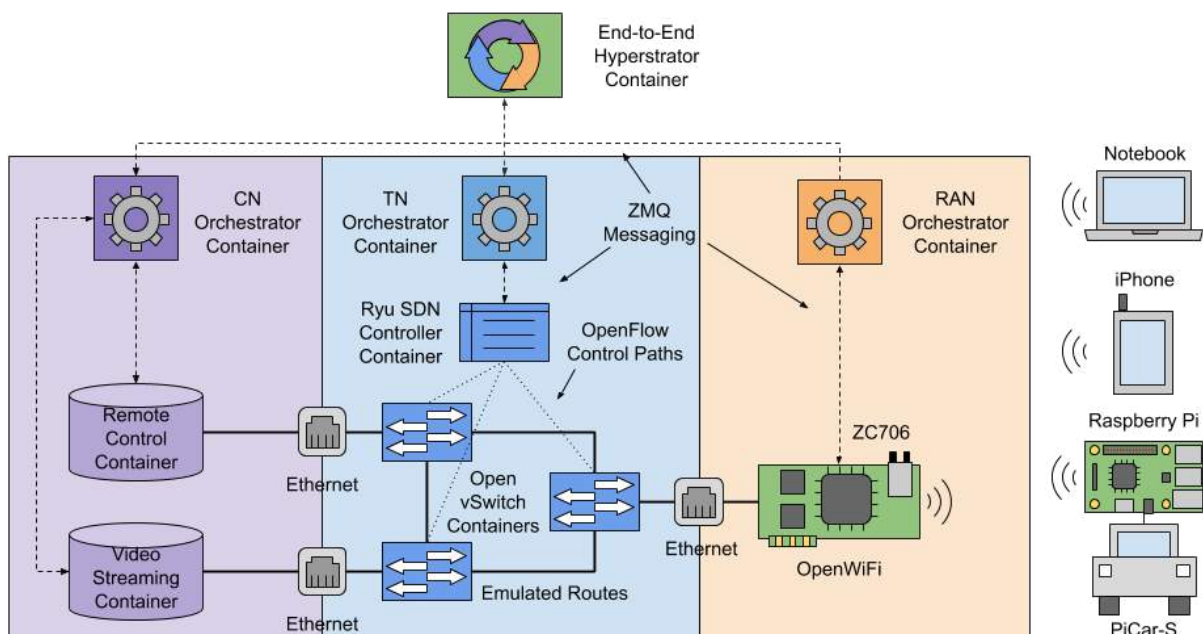 End-to-End
Hyperstrator
Container
CN
Orchestrator
Container
TN
Orchestrator
Container
ZMQ
Messaging
RAN
Orchestrator
Container
Notebook
iPhone
Ryu SDN
Controller
Container
OpenFlow
Control Paths
Remote
Control
Container
Ethernet
Open
vSwitch
Containers
ZC706
Raspberry Pi
Video
Streaming
Container
Ethernet
Emulated Routes
Ethernet
OpenWiFi
PiCar-S